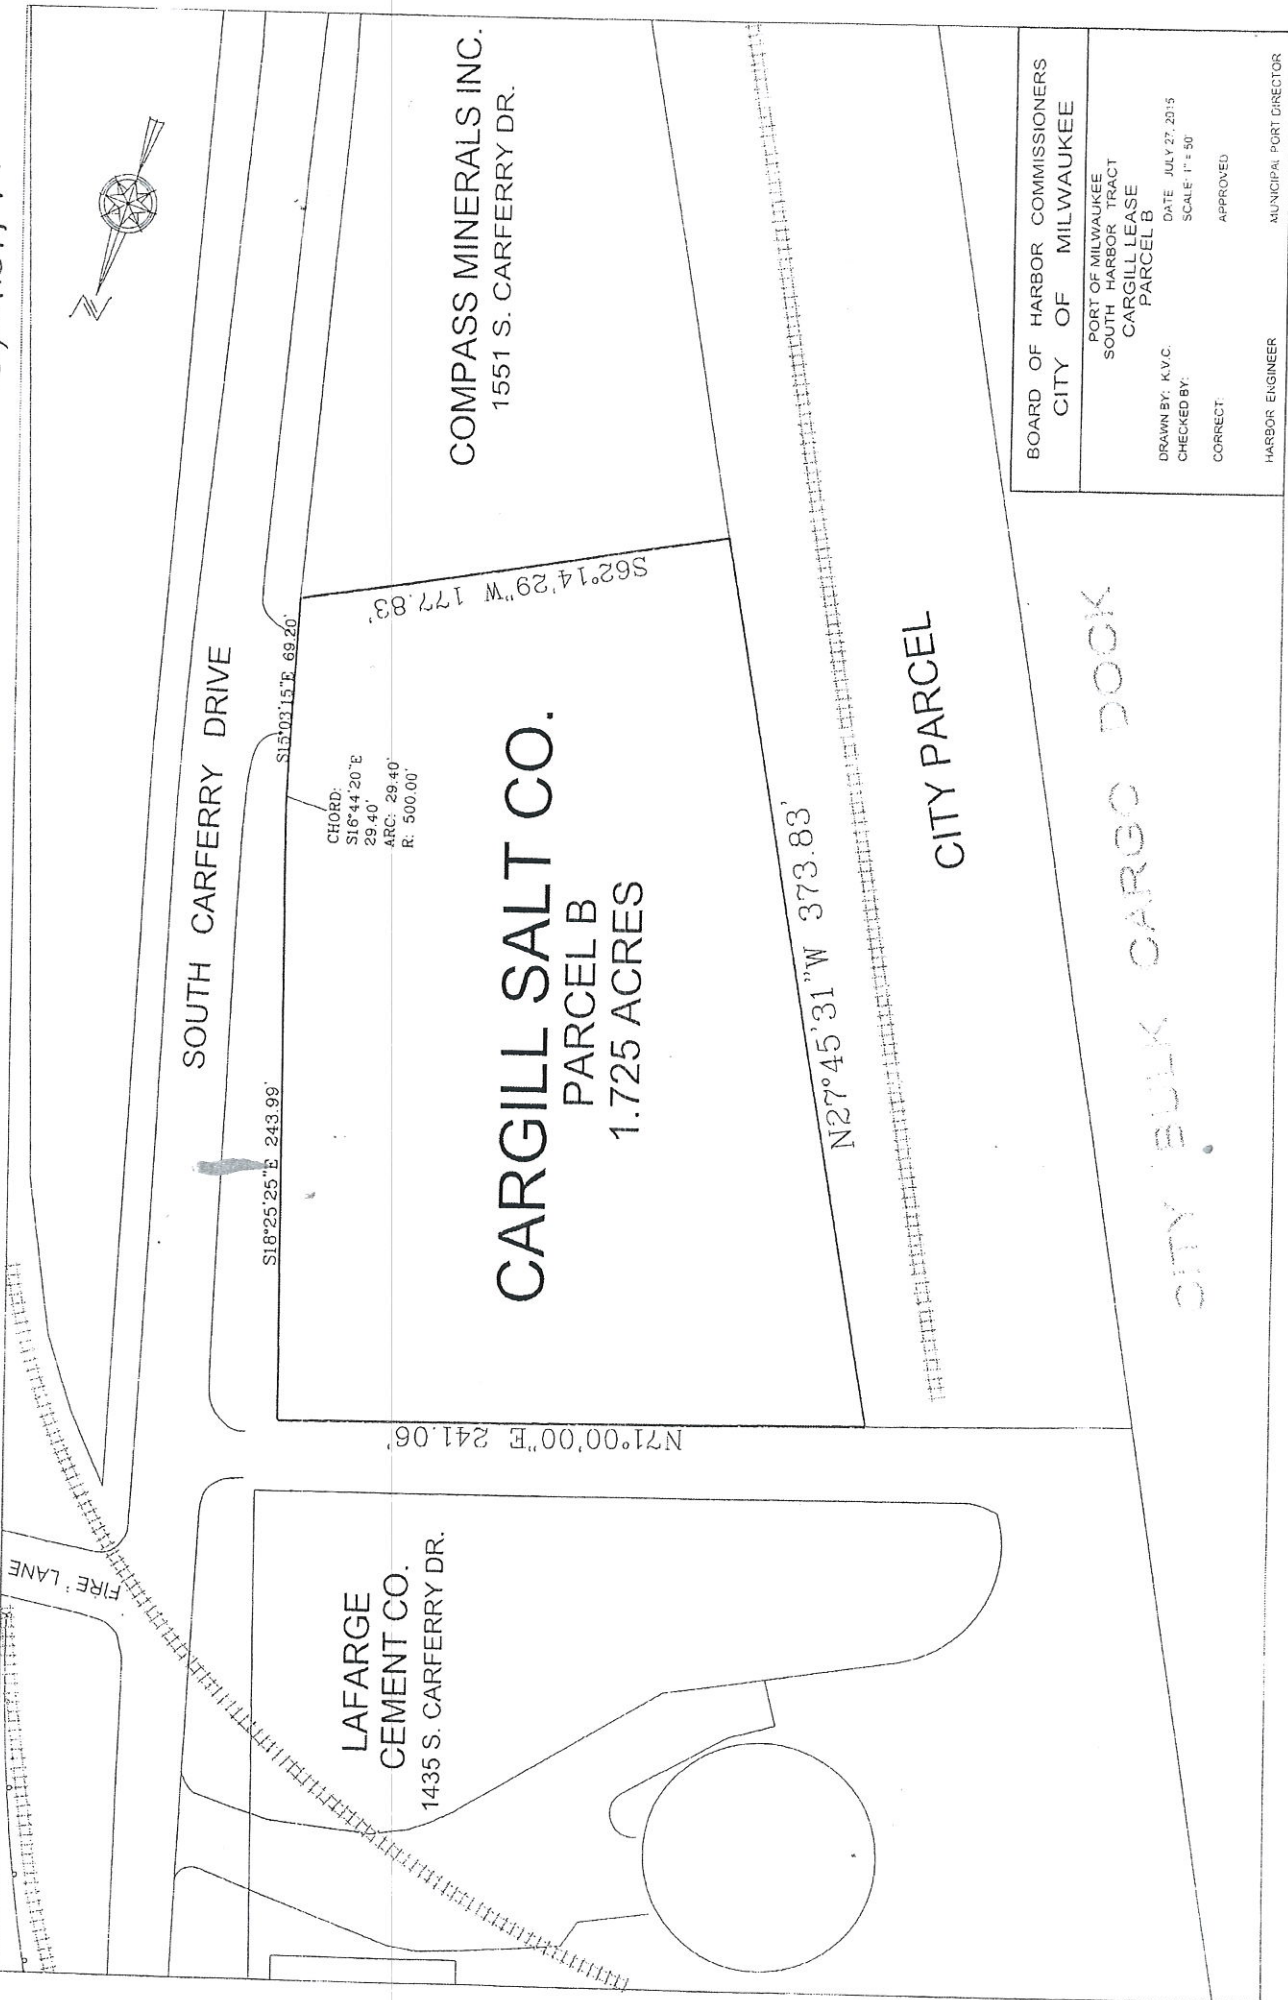 SOUTH CARFERRY DRIVE
FIRE LANE
S18°25'25"E 243.99'
S15°03'15"E 69.20'
CHORD:
S16°44'20"E
29.40'
ARC: 29.40'
R: 500.00'
LAFARGE
CEMENT CO.
1435 S. CARFERRY DR.
N71°00'00"E 241.06'
CARGILL SALT CO.
PARCEL B
1.725 ACRES
S62°14'29"W 177.83'
COMPASS MINERALS INC.
1551 S. CARFERRY DR.
N27°45'31"W 373.83'
CITY PARCEL
CITY BULK CARGO DOCK
BOARD OF HARBOR COMMISSIONERS
CITY OF MILWAUKEE
PORT OF MILWAUKEE
SOUTH HARBOR TRACT
CARGILL LEASE
PARCEL B
DRAWN BY: K.V.C. DATE JULY 27, 2015
CHECKED BY: SCALE: 1" = 50'
CORRECT: APPROVED
HARBOR ENGINEER MUNICIPAL PORT DIRECTOR